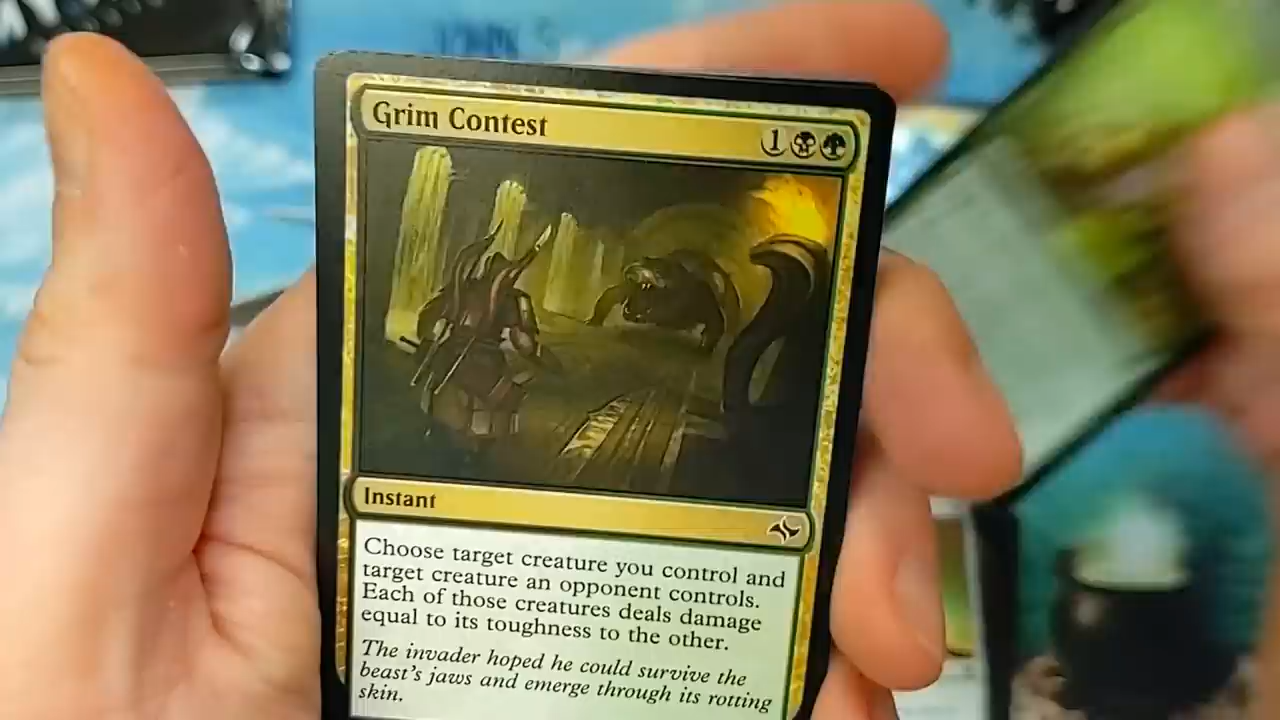 Grim Contest
1
Instant
Choose target creature you control and
target creature an opponent controls.
Each of those creatures deals damage
equal to its toughness to the other.
The invader hoped he could survive the
beast's jaws and emerge through its rotting
skin.